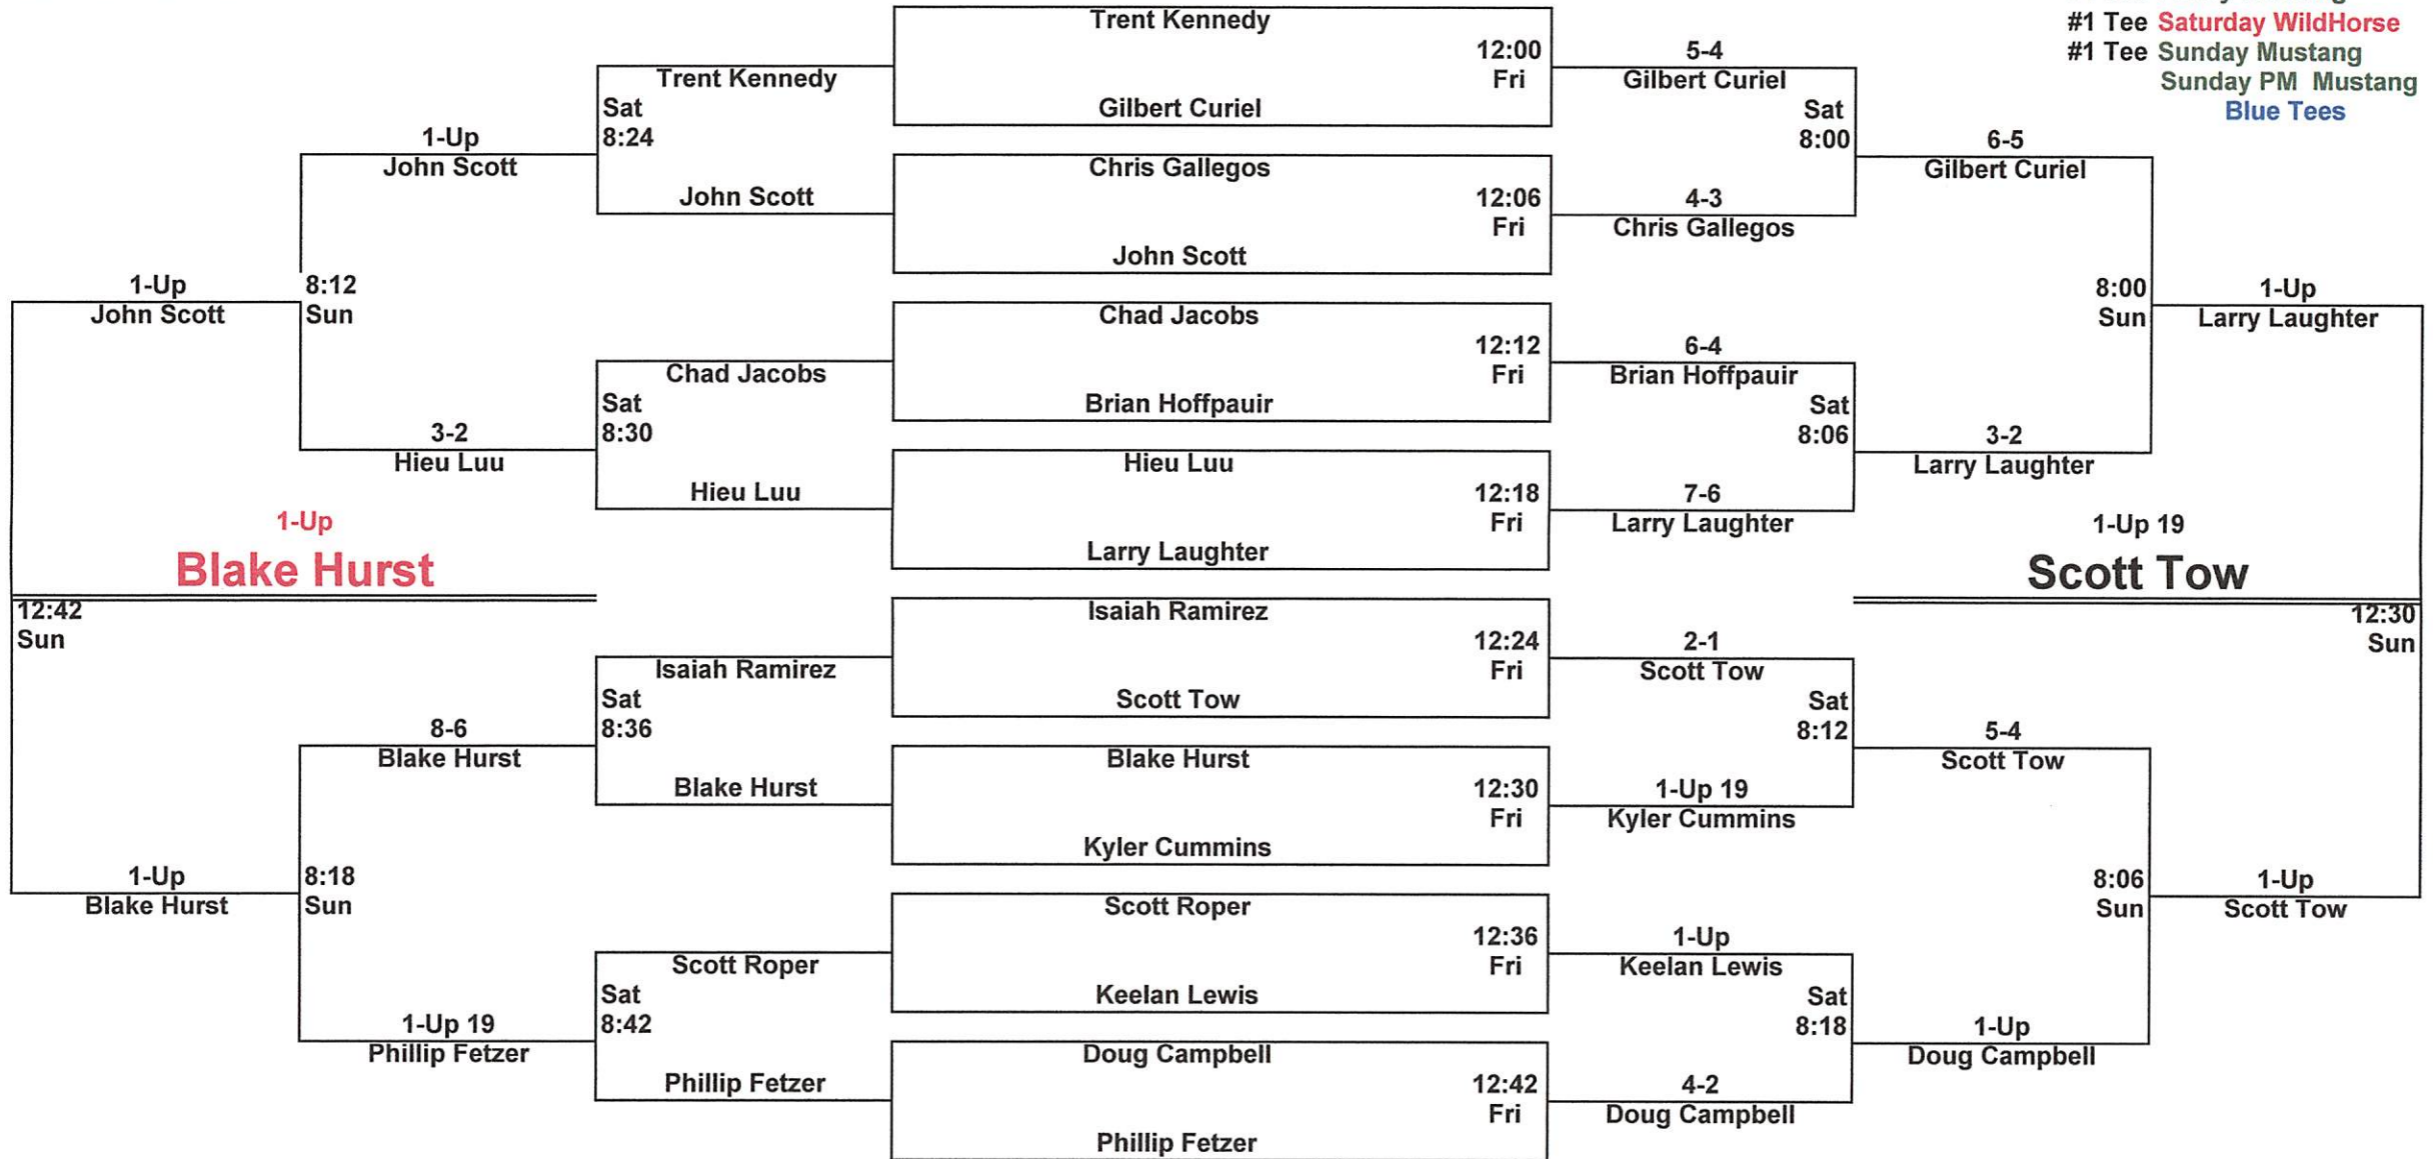 #1 Tee Saturday WildHorse
#1 Tee Sunday Mustang
Sunday PM Mustang
Blue Tees
Trent Kennedy
12:00
Fri
Gilbert Curiel
Chris Gallegos
12:06
Fri
John Scott
Chad Jacobs
12:12
Fri
Brian Hoffpauir
Hieu Luu
12:18
Fri
Larry Laughter
Isaiah Ramirez
12:24
Fri
Scott Tow
Blake Hurst
12:30
Fri
Kyler Cummins
Scott Roper
12:36
Fri
Keelan Lewis
Doug Campbell
12:42
Fri
Phillip Fetzer
Trent Kennedy
Sat
8:24
John Scott
Chad Jacobs
Sat
8:30
Hieu Luu
Isaiah Ramirez
Sat
8:36
Blake Hurst
Scott Roper
Sat
8:42
Phillip Fetzer
1-Up
John Scott
8:12
Sun
3-2
Hieu Luu
8-6
Blake Hurst
8:18
Sun
1-Up 19
Phillip Fetzer
1-Up
John Scott
1-Up
Blake Hurst
12:42
Sun
1-Up
Blake Hurst
5-4
Gilbert Curiel
Sat
8:00
4-3
Chris Gallegos
6-4
Brian Hoffpauir
Sat
8:06
7-6
Larry Laughter
2-1
Scott Tow
Sat
8:12
1-Up 19
Kyler Cummins
1-Up
Keelan Lewis
Sat
8:18
4-2
Doug Campbell
6-5
Gilbert Curiel
8:00
Sun
3-2
Larry Laughter
5-4
Scott Tow
8:06
Sun
1-Up
Doug Campbell
1-Up
Larry Laughter
1-Up 19
Scott Tow
12:30
Sun
1-Up
Scott Tow